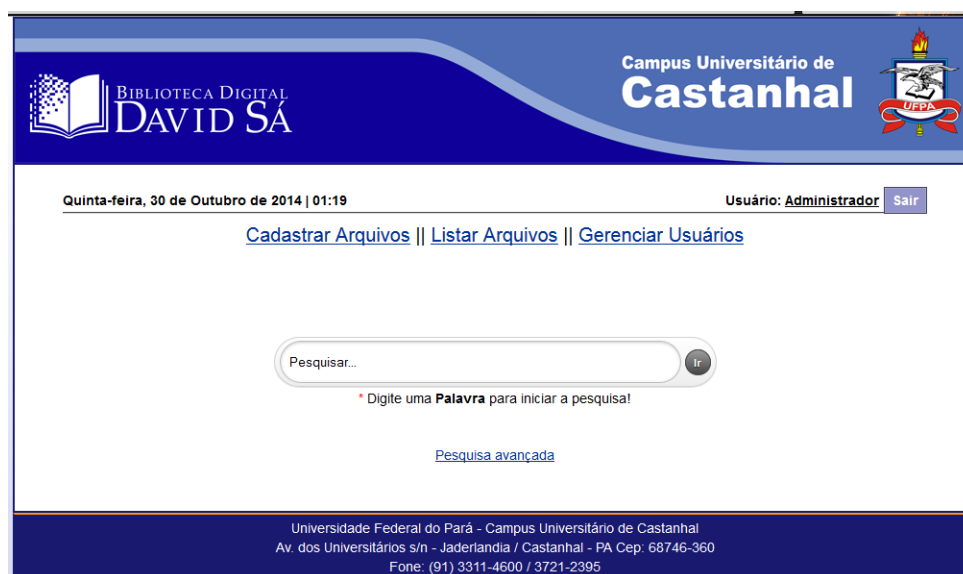 BIBLIOTECA DIGITAL
DAVID SÁ
Campus Universitário de
Castanhal
UFPA
Quinta-feira, 30 de Outubro de 2014 | 01:19
Usuário: Administrador Sair
Cadastrar Arquivos || Listar Arquivos || Gerenciar Usuários
Pesquisar... Ir
* Digite uma Palavra para iniciar a pesquisa!
Pesquisa avançada
Universidade Federal do Pará - Campus Universitário de Castanhal
Av. dos Universitários s/n - Jaderlandia / Castanhal - PA Cep: 68746-360
Fone: (91) 3311-4600 / 3721-2395